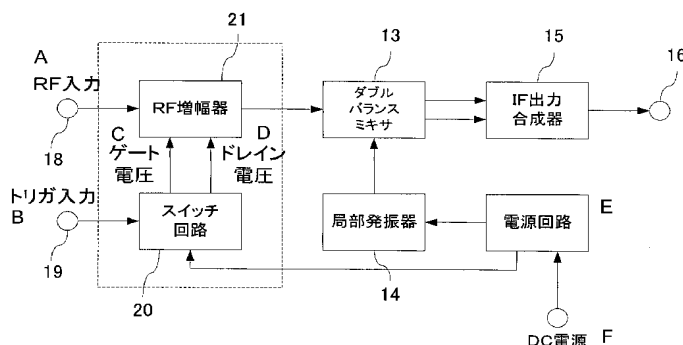 21
13
15
16
A
RF入力
18
RF増幅器
ダブル
バランス
ミキサ
IF出力
合成器
C
ゲート
電圧
D
ドレイン
電圧
トリガ入力
B
19
スイッチ
回路
20
局部発振器
14
電源回路
E
DC電源
F